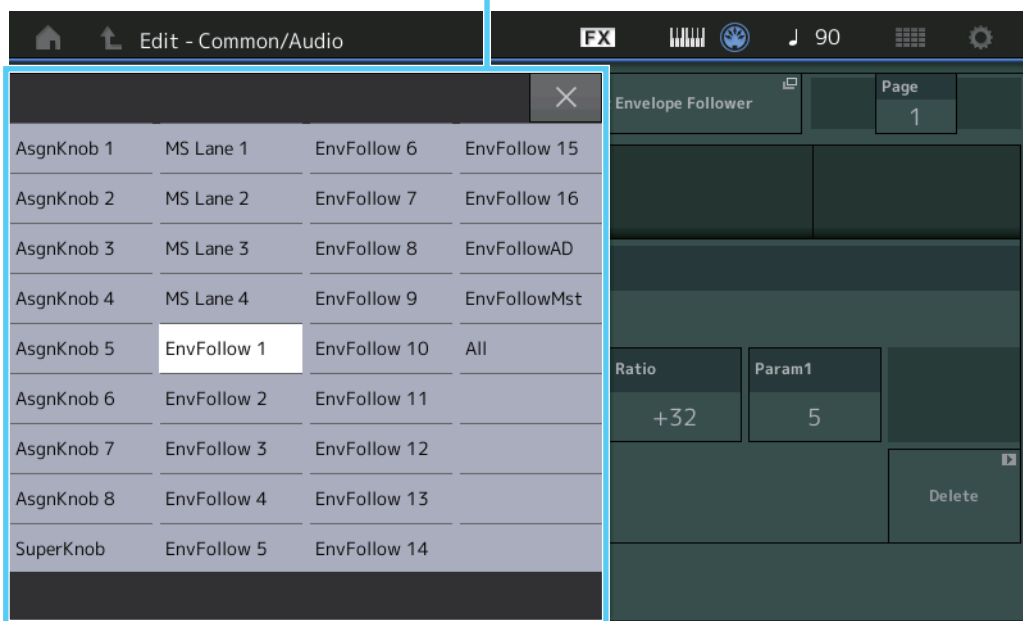 Edit - Common/Audio FX 90
Envelope Follower Page
1
AsgnKnob 1 MS Lane 1 EnvFollow 6 EnvFollow 15
AsgnKnob 2 MS Lane 2 EnvFollow 7 EnvFollow 16
AsgnKnob 3 MS Lane 3 EnvFollow 8 EnvFollowAD
AsgnKnob 4 MS Lane 4 EnvFollow 9 EnvFollowMst
AsgnKnob 5 EnvFollow 1 EnvFollow 10 All
AsgnKnob 6 EnvFollow 2 EnvFollow 11
AsgnKnob 7 EnvFollow 3 EnvFollow 12
AsgnKnob 8 EnvFollow 4 EnvFollow 13
SuperKnob EnvFollow 5 EnvFollow 14
Ratio Param1
+32 5
Delete